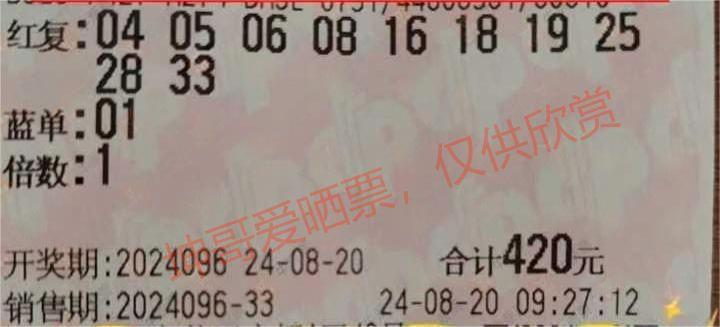 红复:04 05 06 08 16 18 19 25
28 33
蓝单:01
倍数:1
帅哥爱晒票，仅供欣赏
开奖期:2024096 24-08-20 合计420元
销售期:2024096-33 24-08-20 09:27:12